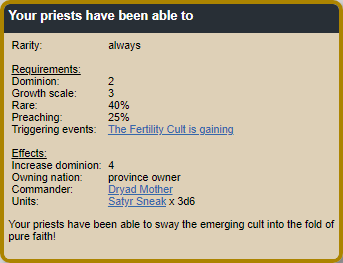 Your priests have been able to
Rarity: always
Requirements:
Dominion: 2
Growth scale: 3
Rare: 40%
Preaching: 25%
Triggering events: The Fertility Cult is gaining
Effects:
Increase dominion: 4
Owning nation: province owner
Commander: Dryad Mother
Units: Satyr Sneak x 3d6
Your priests have been able to sway the emerging cult into the fold of
pure faith!